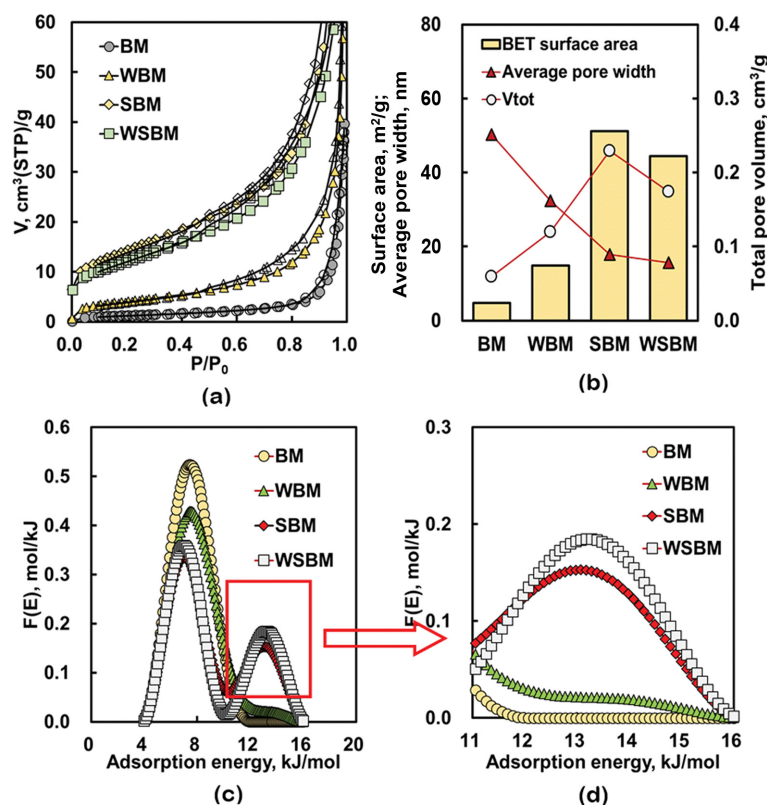 60
50
40
30
20
10
0
V, cm³(STP)/g
BM
WBM
SBM
WSBM
0.0 0.2 0.4 0.6 0.8 1.0
P/P₀
(a)
80
60
40
20
0
Surface area, m²/g;
Average pore width, nm
BET surface area
Average pore width
Vtot
0.4
0.3
0.2
0.1
0.0
Total pore volume, cm³/g
BM WBM SBM WSBM
(b)
0.6
0.5
0.4
0.3
0.2
0.1
0.0
F(E), mol/kJ
BM
WBM
SBM
WSBM
0 4 8 12 16 20
Adsorption energy, kJ/mol
(c)
0.3
0.2
0.1
0.0
F(E), mol/kJ
BM
WBM
SBM
WSBM
11 12 13 14 15 16
Adsorption energy, kJ/mol
(d)